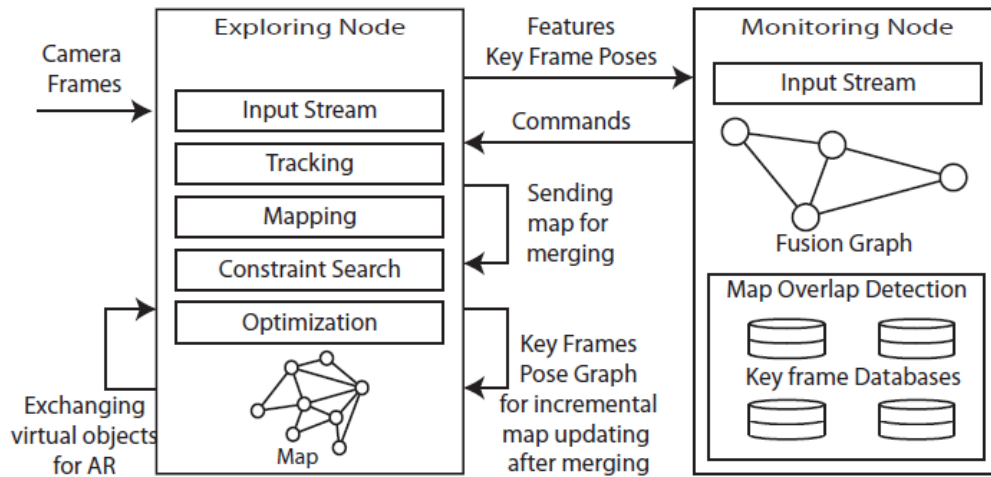 Camera
Frames
Exploring Node
Input Stream
Tracking
Mapping
Constraint Search
Optimization
Map
Exchanging
virtual objects
for AR
Features
Key Frame Poses
Commands
Sending
map for
merging
Key Frames
Pose Graph
for incremental
map updating
after merging
Monitoring Node
Input Stream
Fusion Graph
Map Overlap Detection
Key frame Databases